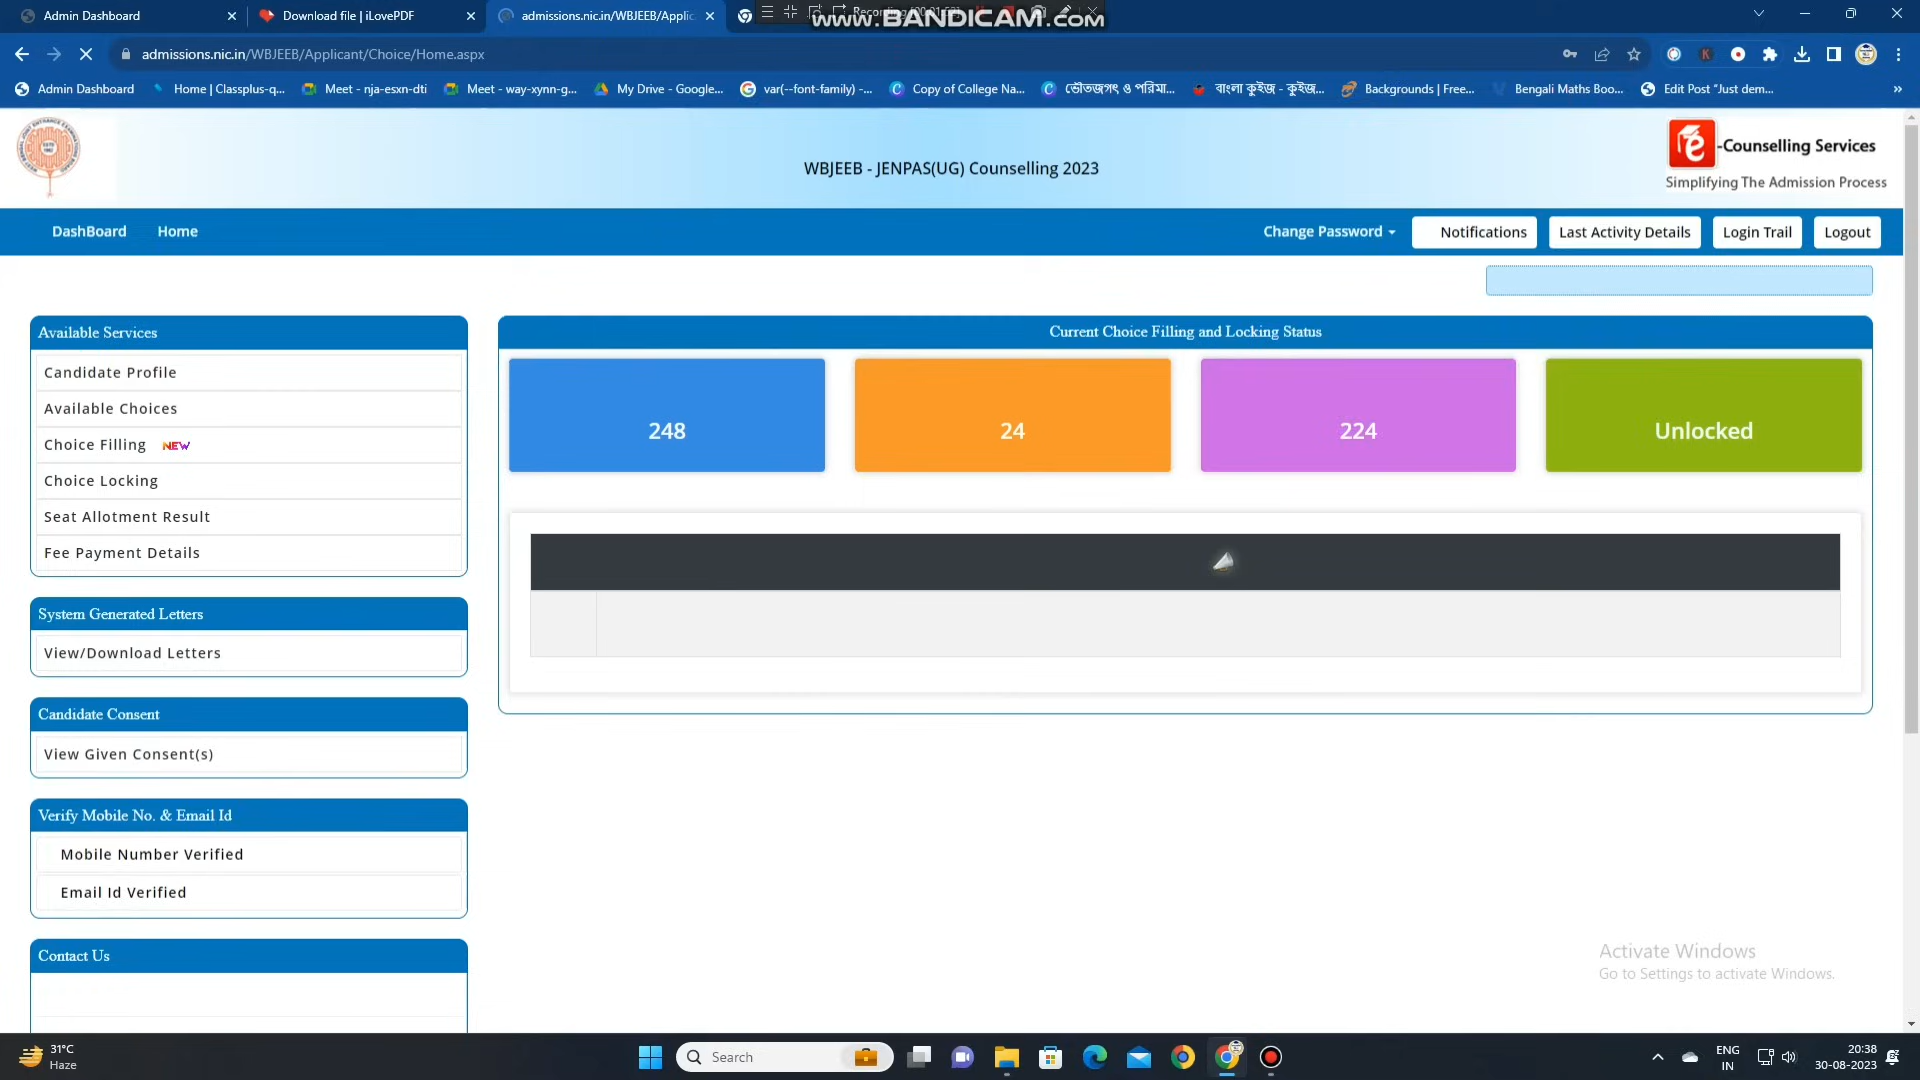 Admin Dashboard
Download file | iLovePDF
admissions.nic.in/WBJEEB/Applic
www.BANDICAM.com
admissions.nic.in/WBJEEB/Applicant/Choice/Home.aspx
Admin Dashboard
Home | Classplus-q...
Meet - nja-esxn-dti
Meet - way-xynn-g...
My Drive - Google...
var(--font-family) -...
Copy of College Na...
ভৌতজগৎ ও পরিমা...
বাংলা কুইজ - কুইজ...
Backgrounds | Free...
Bengali Maths Boo...
Edit Post “Just dem...
WBJEEB - JENPAS(UG) Counselling 2023
-Counselling Services
Simplifying The Admission Process
DashBoard
Home
Change Password
Notifications
Last Activity Details
Login Trail
Logout
Available Services
Candidate Profile
Available Choices
Choice Filling NEW
Choice Locking
Seat Allotment Result
Fee Payment Details
System Generated Letters
View/Download Letters
Candidate Consent
View Given Consent(s)
Verify Mobile No. & Email Id
Mobile Number Verified
Email Id Verified
Contact Us
Current Choice Filling and Locking Status
248
24
224
Unlocked
Activate Windows
Go to Settings to activate Windows.
31°C
Haze
Search
ENG
IN
20:38
30-08-2023